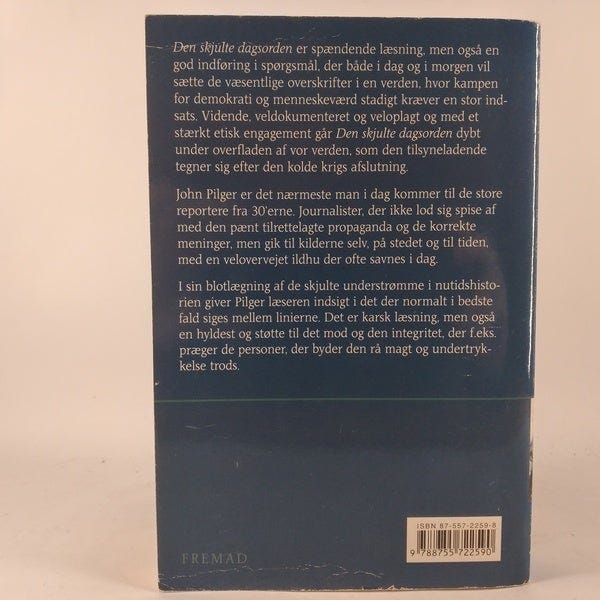 Den skjulte dagsorden er spændende læsning, men også en
god indføring i spørgsmål, der både i dag og i morgen vil
sætte de væsentlige overskrifter i en verden, hvor kampen
for demokrati og menneskeværd stadigt kræver en stor ind-
sats. Vidende, veldokumenteret og veloplagt og med et
stærkt etisk engagement går Den skjulte dagsorden dybt
under overfladen af vor verden, som den tilsyneladende
tegner sig efter den kolde krigs afslutning.
John Pilger er det nærmeste man i dag kommer til de store
reportere fra 30'erne. Journalister, der ikke lod sig spise af
med den pænt tilrettelagte propaganda og de korrekte
meninger, men gik til kilderne selv, på stedet og til tiden,
med en velovervejet ildhu der ofte savnes i dag.
I sin blotlægning af de skjulte understrømme i nutidshisto-
rien giver Pilger læseren indsigt i det der normalt i bedste
fald siges mellem linierne. Det er karsk læsning, men også
en hyldest og støtte til det mod og den integritet, der f.eks.
præger de personer, der byder den rå magt og undertryk-
kelse trods.
ISBN 87-557-2259-8
9 788755 722590
FREMAD